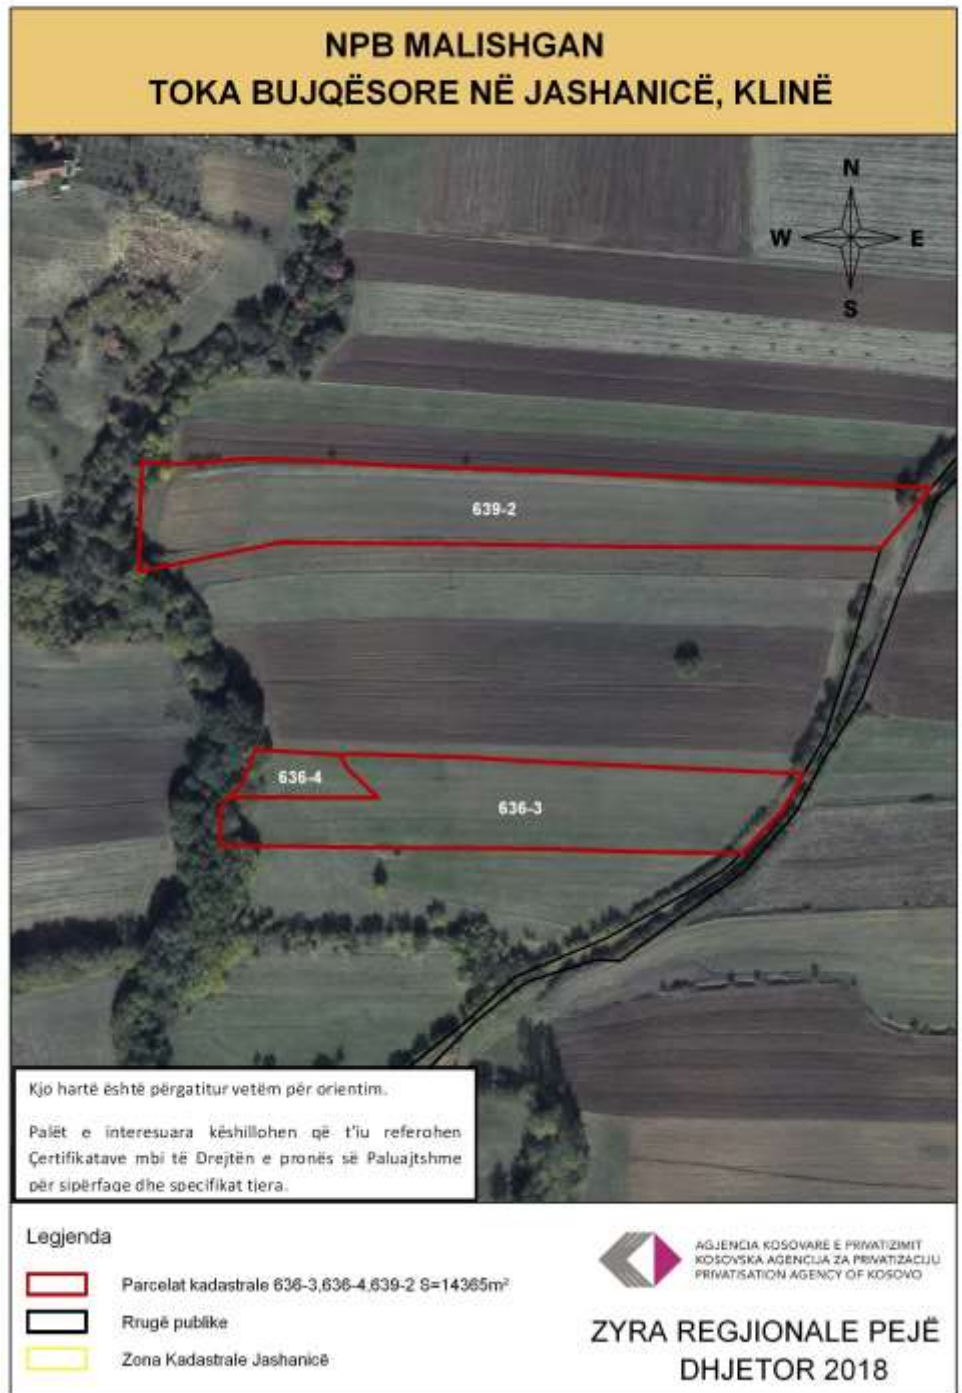 NPB MALISHGAN
TOKA BUJQËSORE NË JASHANICË, KLINË
N
W E
S
639-2
636-4
636-3
Kjo hartë është përgatitur vetëm për orientim.
Palët e interesuara këshillohen që t'iu referohen
Çertifikatave mbi të Drejtën e pronës së Paluajtshme
për sipërfaqe dhe specifikat tjera.
Legjenda
Parcelat kadastrale 636-3,636-4,639-2 S=14365m²
Rrugë publike
Zona Kadastrale Jashanicë
AGJENCIA KOSOVARE E PRIVATIZIMIT
KOSOVSKA AGENCIJA ZA PRIVATIZACIJU
PRIVATISATION AGENCY OF KOSOVO
ZYRA REGJIONALE PEJË
DHJETOR 2018